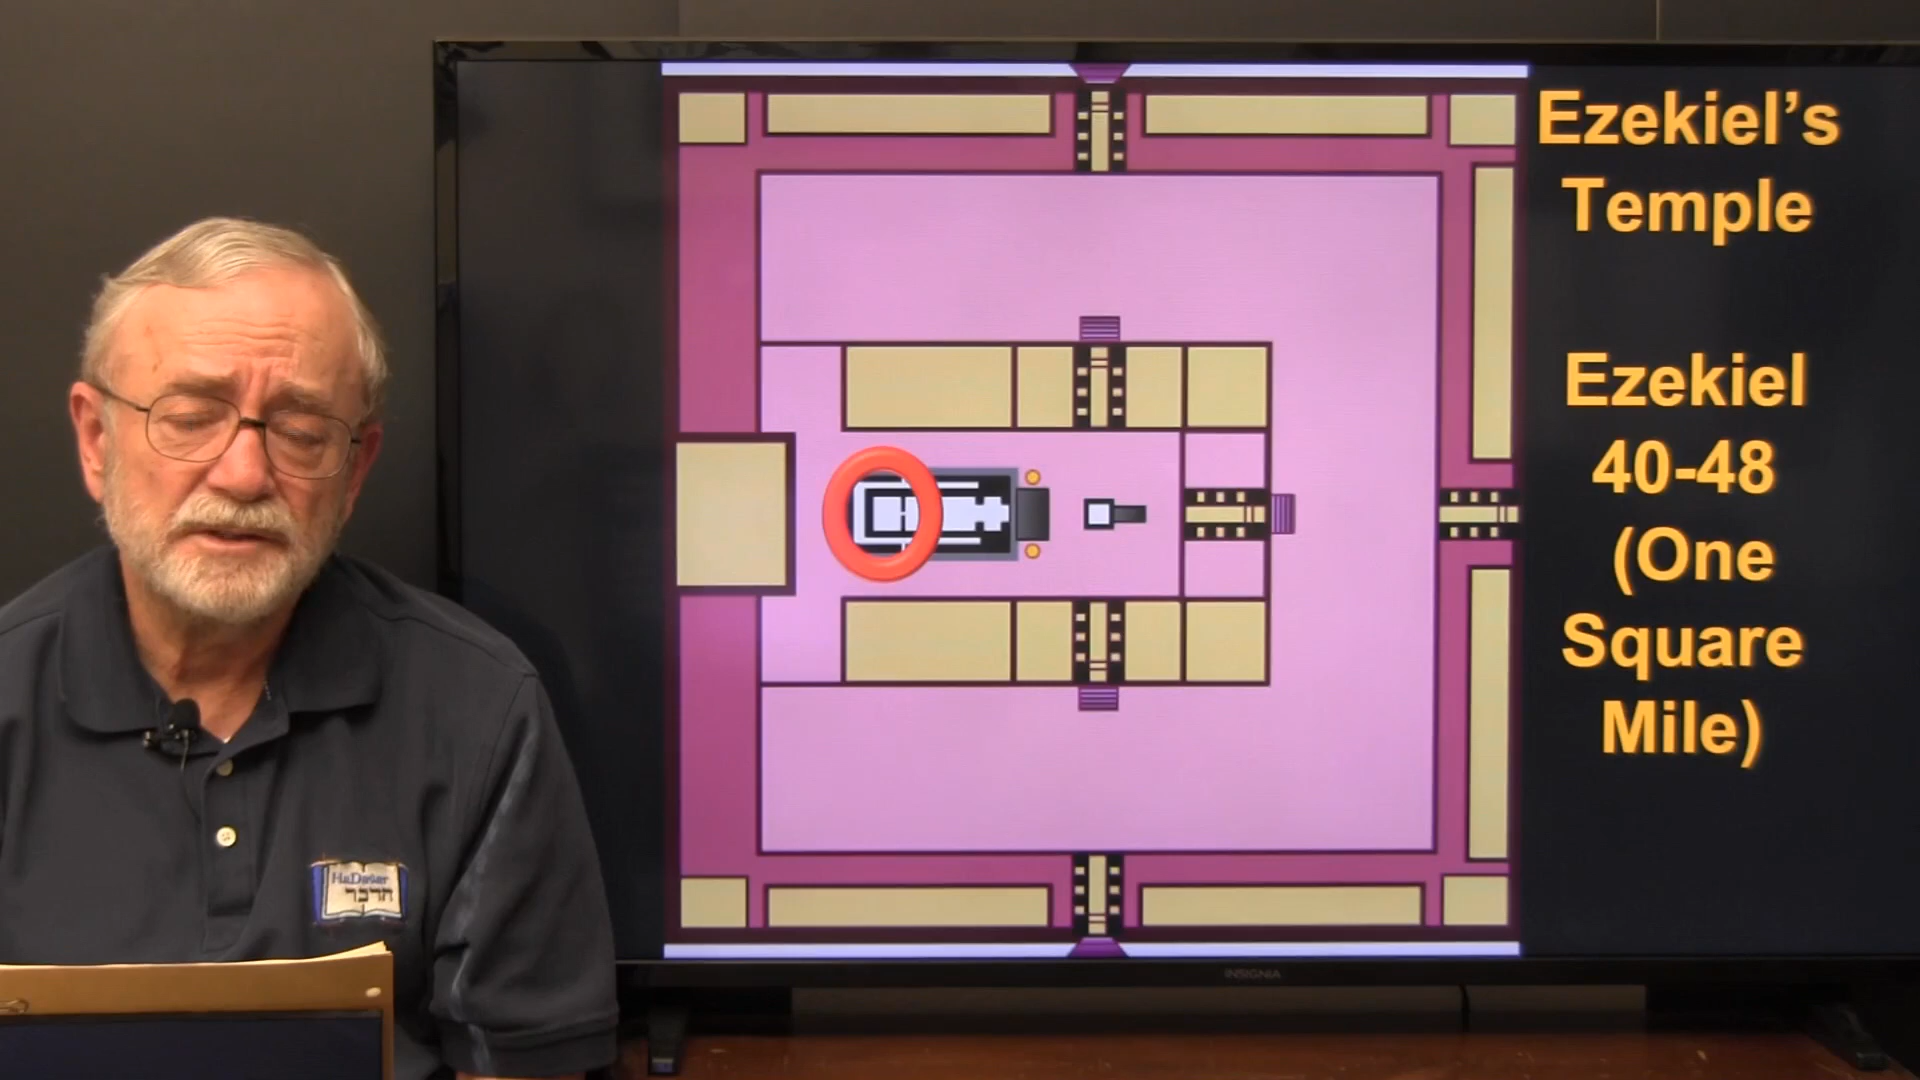 Ezekiel’s
Temple
Ezekiel
40-48
(One
Square
Mile)
HaDavar
הדבר
INSIGNIA